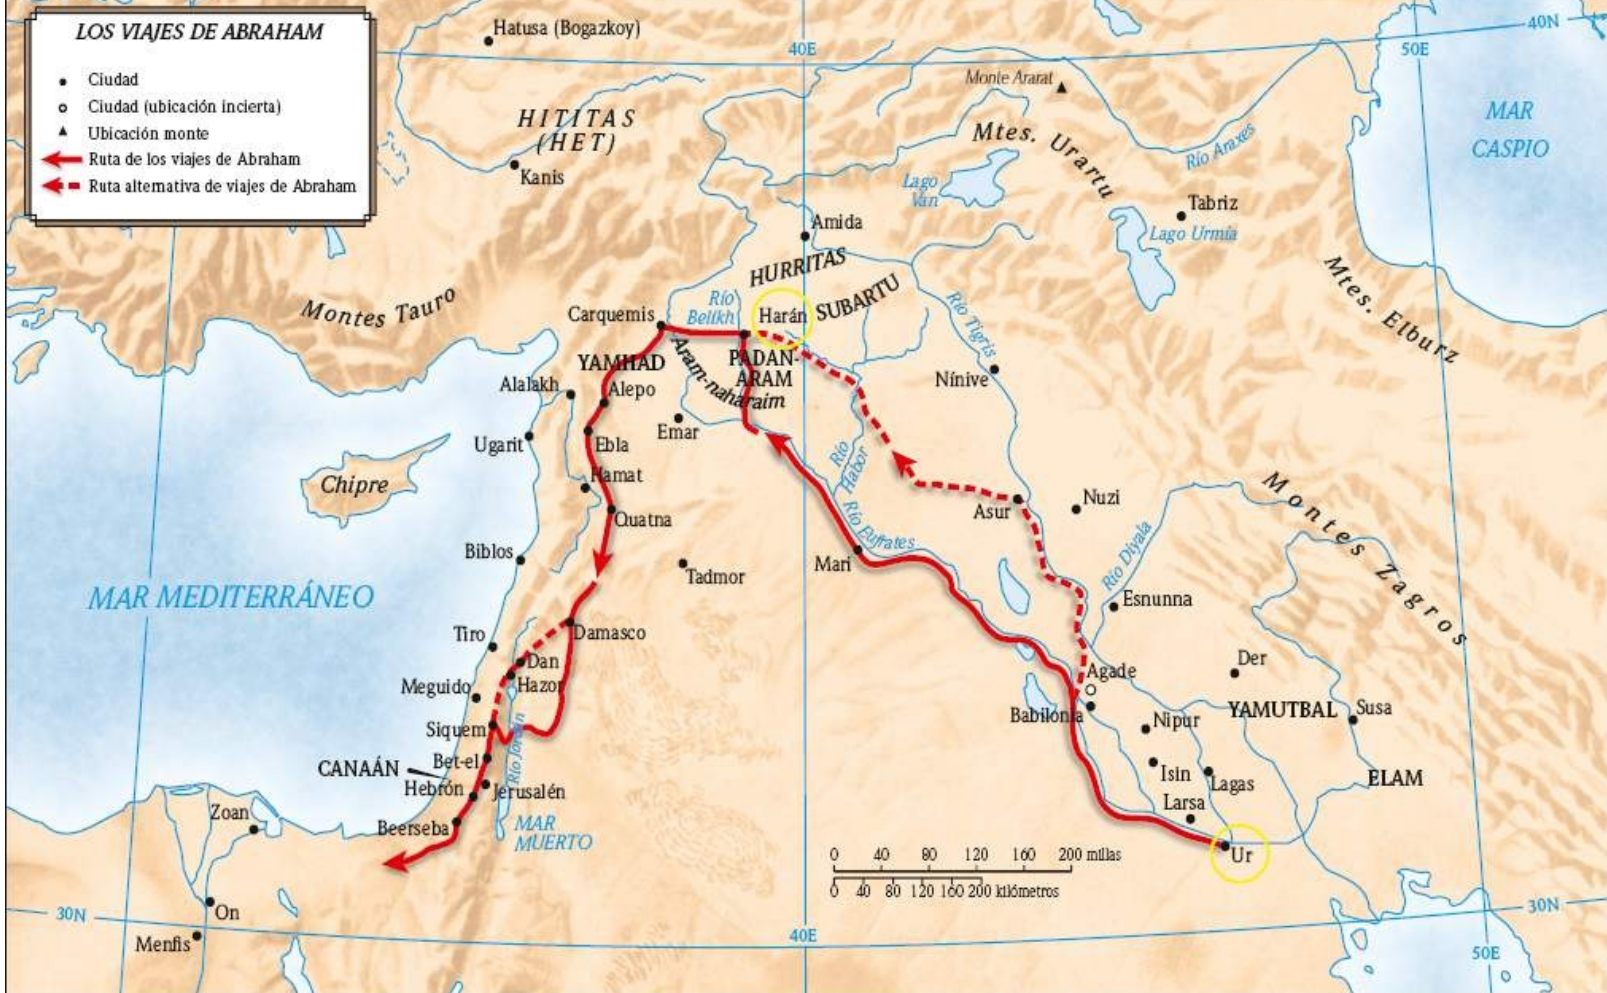 LOS VIAJES DE ABRAHAM
Ciudad
Ciudad (ubicación incierta)
Ubicación monte
Ruta de los viajes de Abraham
Ruta alternativa de viajes de Abraham
Hatusa (Bogazkoy)
40E
50E
40N
HITITAS
(HET)
Kanis
Monte Ararat
Mtes. Urartu
Río Araxes
MAR
CASPIO
Lago
Van
Tabriz
Lago Urmía
Amida
HURRITAS
SUBARTU
Mtes. Elburz
Montes Tauro
Carquemis
Río
Belikh
Harán
Río Tigris
YAMHAD
PADAN-
ARAM
Aram-naharaim
Nínive
Alalakh
Alepo
Emar
Ugarit
Ebla
Hamat
Chipre
Río
Habor
Quatna
Asur
Nuzi
Río Eufrates
Mari
Río Diyala
Montes Zagros
Biblos
Tadmor
MAR MEDITERRÁNEO
Esnunna
Tiro
Damasco
Dan
Hazor
Agade
Der
Meguido
Babilonia
Nipur
YAMUTBAL
Susa
Siquem
Río Jordán
Bet-el
CANAÁN
Hebrón
Jerusalén
Isin
Lagas
ELAM
Larsa
Zoan
Beerseba
MAR
MUERTO
Ur
0 40 80 120 160 200 millas
0 40 80 120 160 200 kilómetros
30N
On
Menfis
40E
30N
50E